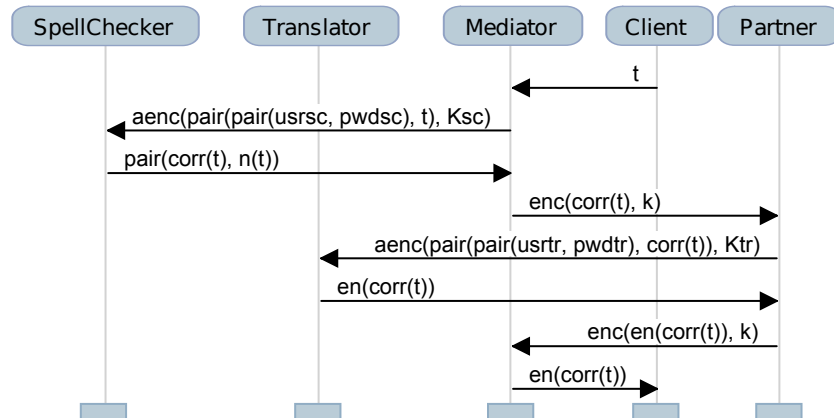 SpellChecker Translator Mediator Client Partner
t
aenc(pair(pair(usrsc, pwdsc), t), Ksc)
pair(corr(t), n(t))
enc(corr(t), k)
aenc(pair(pair(usrtr, pwdtr), corr(t)), Ktr)
en(corr(t))
enc(en(corr(t)), k)
en(corr(t))